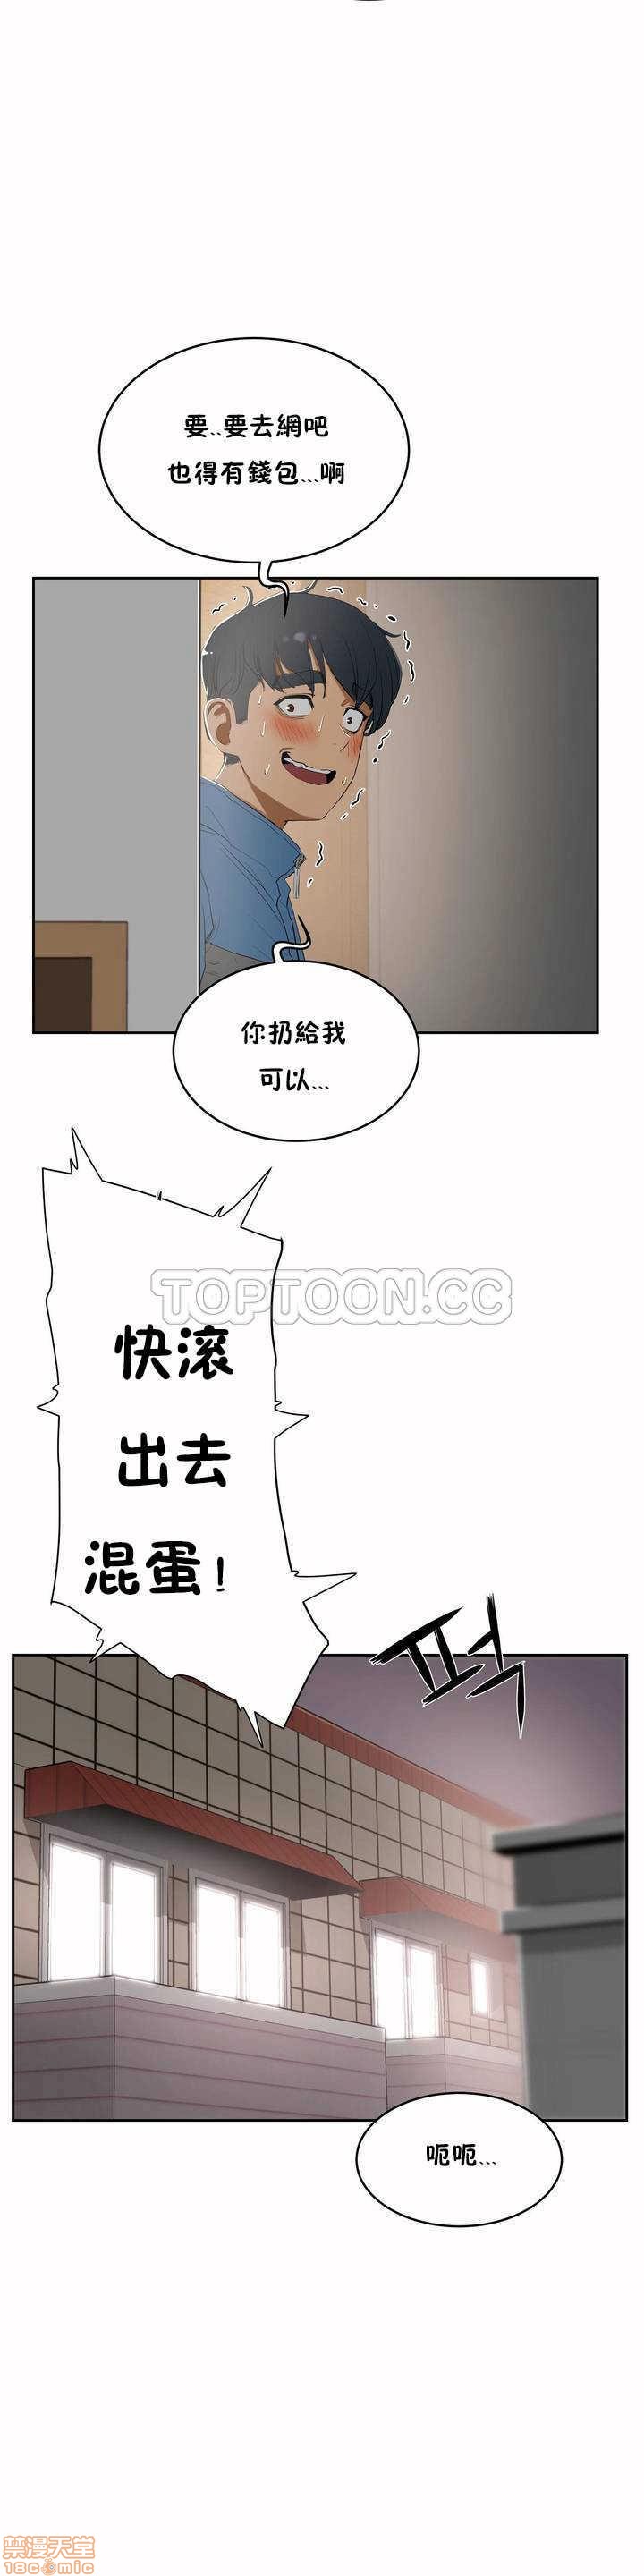 要..要去網吧
也得有錢包...啊
你扔給我
可以...
TOPTOON.CC
快滾
出去
混蛋!
퍽
呃呃...
禁漫天堂
18comic